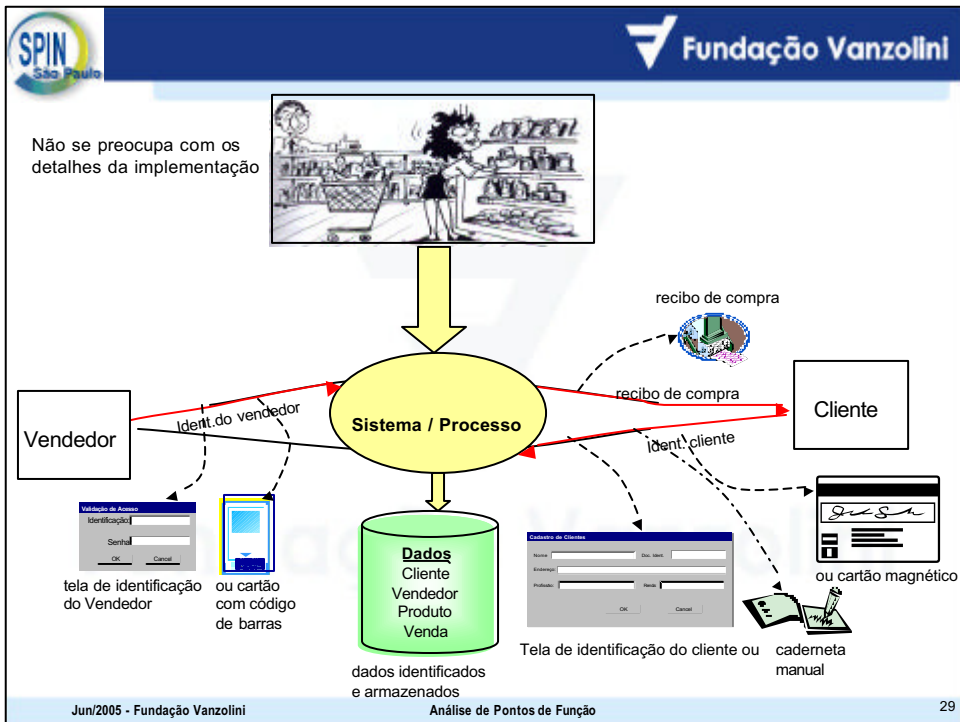 SPIN
São Paulo
Fundação Vanzolini
Não se preocupa com os
detalhes da implementação
recibo de compra
recibo de compra
Ident.do vendedor
Vendedor
Sistema / Processo
Cliente
Ident. cliente
Validação de Acesso
Identificação:
Senha
OK Cancel
tela de identificação
do Vendedor
ou cartão
com código
de barras
Dados
Cliente
Vendedor
Produto
Venda
dados identificados
e armazenados
Cadastro de Clientes
Nome Doc. Ident.
Endereço
Profissão Renda
OK Cancel
Tela de identificação do cliente ou
caderneta
manual
ou cartão magnético
Jun/2005 - Fundação Vanzolini
Análise de Pontos de Função
29